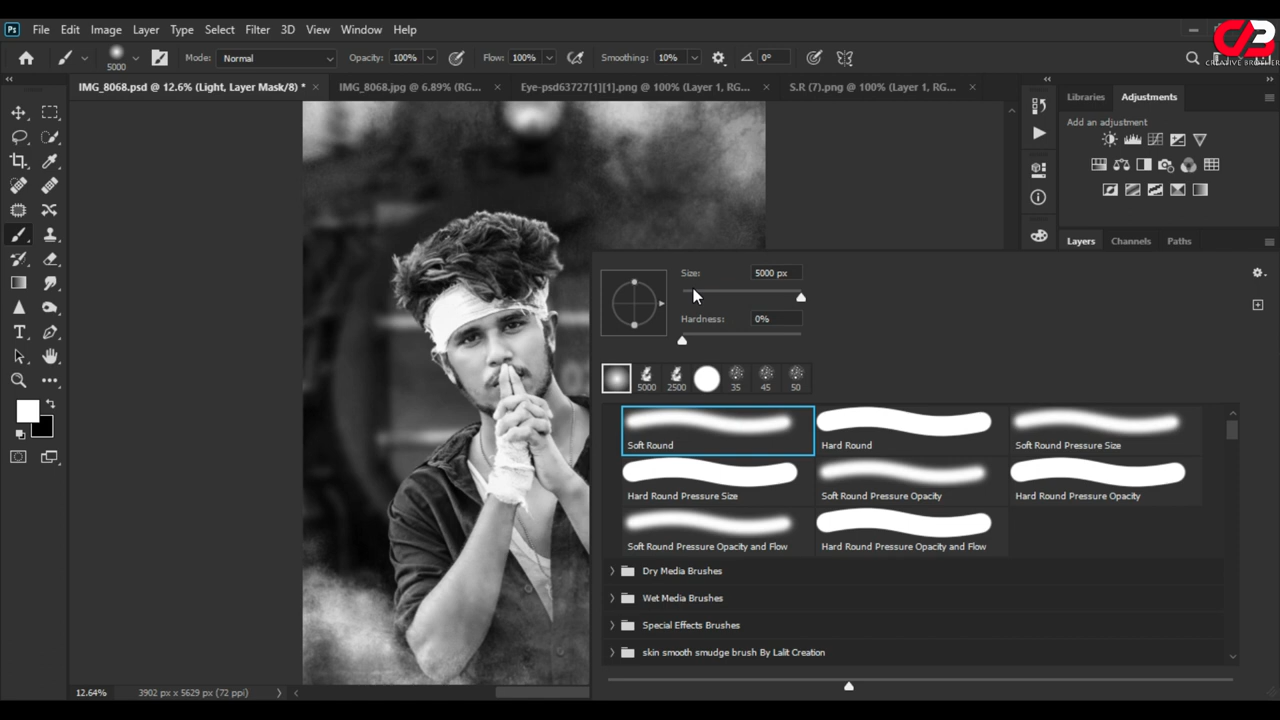 Ps File Edit Image Layer Type Select Filter 3D View Window Help
CREATIVE BROTHER
5000 Mode: Normal Opacity: 100% Flow: 100% Smoothing: 10% 0°
IMG_8068.psd @ 12.6% (Light, Layer Mask/8) * × IMG_8068.jpg @ 6.89% (RG... × Eye-psd63727[1][1].png @ 100% (Layer 1, RG... × S.R (7).png @ 100% (Layer 1, RG... ×
Libraries Adjustments
Add an adjustment
Layers Channels Paths
Size: 5000 px
Hardness: 0%
5000 2500 35 45 50
Soft Round Hard Round Soft Round Pressure Size
Hard Round Pressure Size Soft Round Pressure Opacity Hard Round Pressure Opacity
Soft Round Pressure Opacity and Flow Hard Round Pressure Opacity and Flow
Dry Media Brushes
Wet Media Brushes
Special Effects Brushes
skin smooth smudge brush By Lalit Creation
12.64% 3902 px x 5629 px (72 ppi)